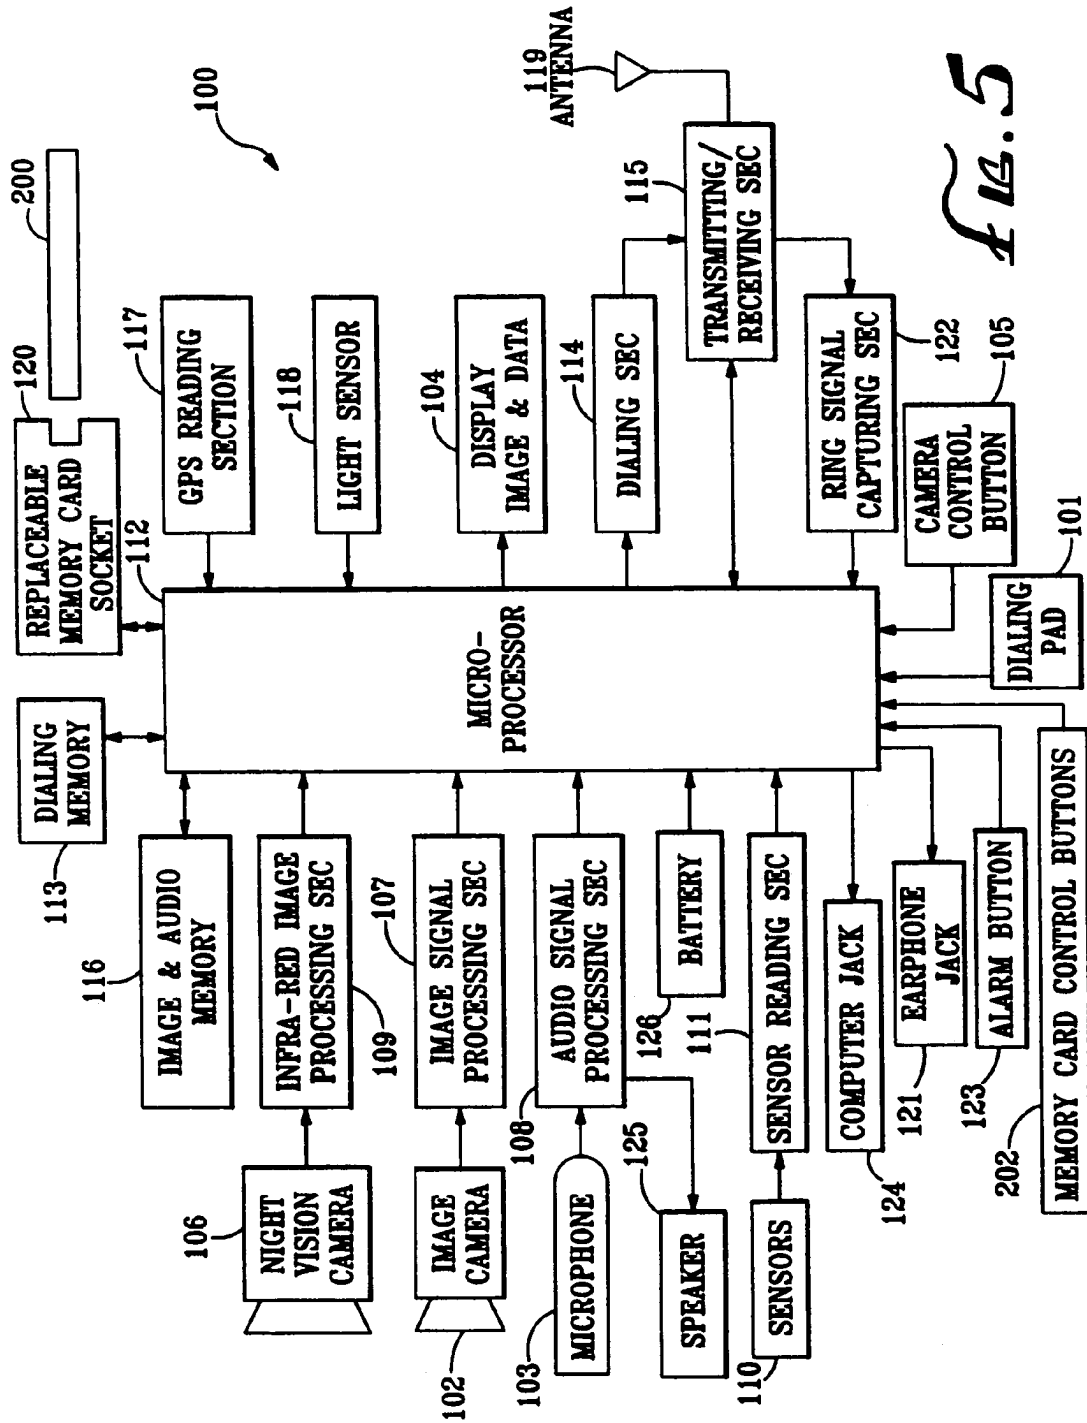 100
200
120
REPLACEABLE
MEMORY CARD
SOCKET
112
DIALING
MEMORY
113
117
GPS READING
SECTION
118
LIGHT SENSOR
104
DISPLAY
IMAGE & DATA
114
DIALING SEC
119
ANTENNA
115
TRANSMITTING/
RECEIVING SEC
RING SIGNAL
CAPTURING SEC
122
CAMERA
CONTROL
BUTTON
105
DIALING
PAD
101
MICRO-
PROCESSOR
116
IMAGE & AUDIO
MEMORY
106
NIGHT
VISION
CAMERA
INFRA-RED IMAGE
PROCESSING SEC
109
102
IMAGE
CAMERA
107
IMAGE SIGNAL
PROCESSING SEC
103
MICROPHONE
108
AUDIO SIGNAL
PROCESSING SEC
125
SPEAKER
126
BATTERY
110
SENSORS
111
SENSOR READING SEC
124
COMPUTER JACK
121
EARPHONE
JACK
123
ALARM BUTTON
202
MEMORY CARD CONTROL BUTTONS
FIG. 5